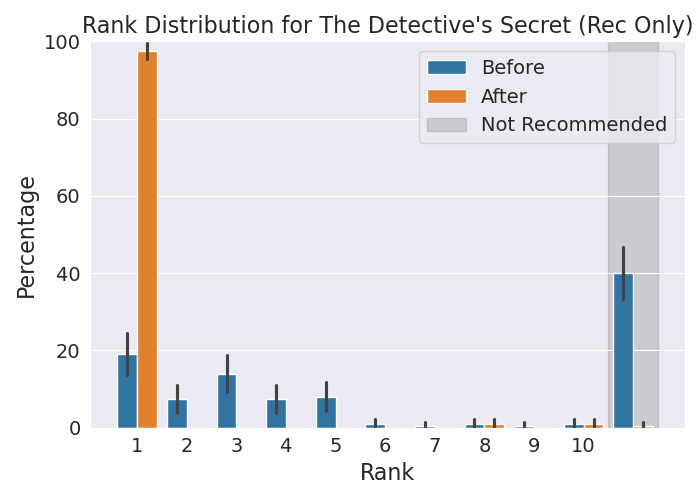 Rank Distribution for The Detective's Secret (Rec Only)
100
80
60
40
20
0
Percentage
Before
After
Not Recommended
1 2 3 4 5 6 7 8 9 10
Rank